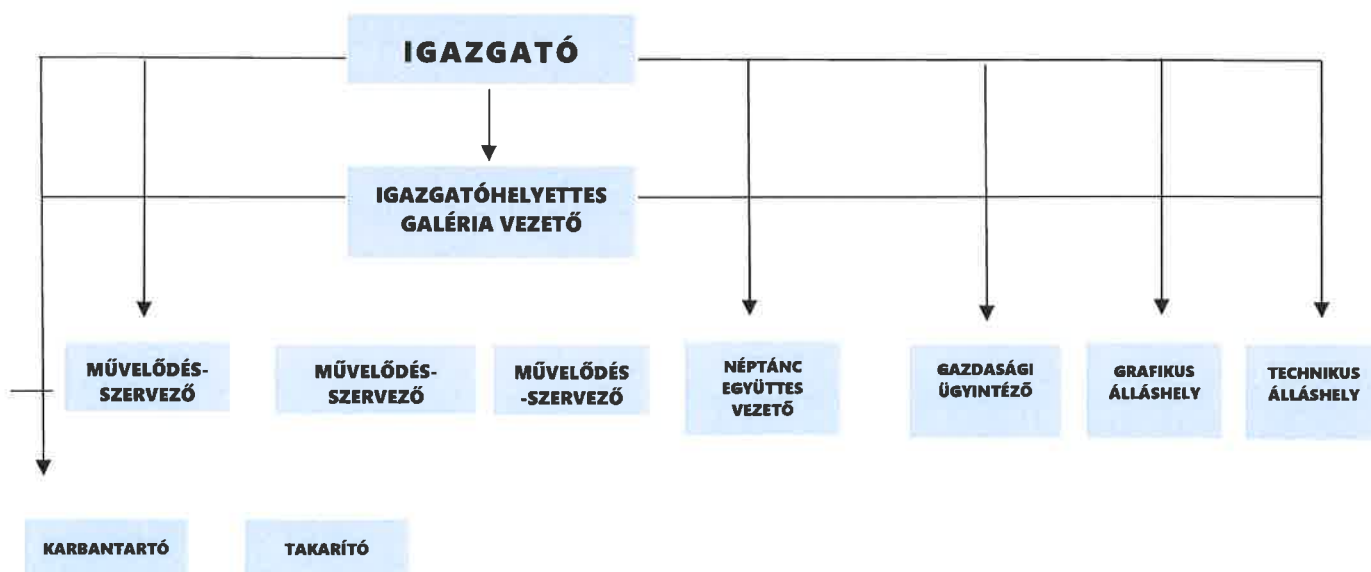 IGAZGATÓ
IGAZGATÓHELYETTES
GALÉRIA VEZETŐ
MŰVELŐDÉS-
SZERVEZŐ
MŰVELŐDÉS-
SZERVEZŐ
MŰVELŐDÉS
-SZERVEZŐ
NÉPTÁNC
EGYÜTTES
VEZETŐ
GAZDASÁGI
ÜGYINTÉZŐ
GRAFIKUS
ÁLLÁSHELY
TECHNIKUS
ÁLLÁSHELY
KARBANTARTÓ
TAKARÍTÓ